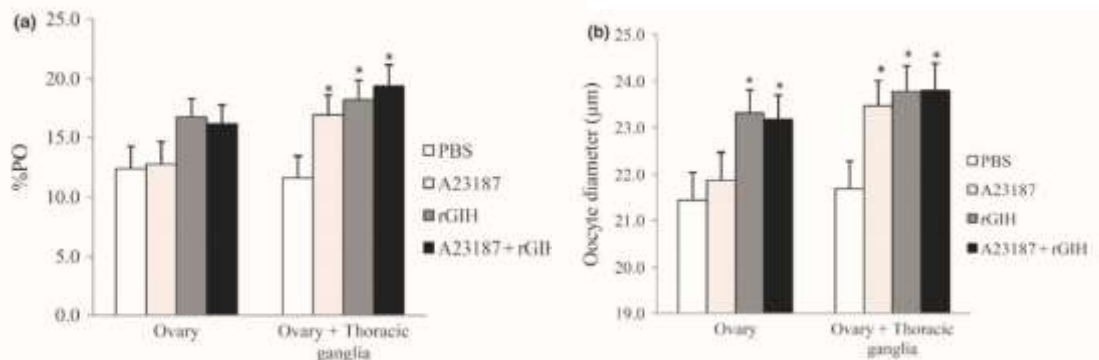 (a)
25.0
20.0
15.0
10.0
5.0
0.0
%PO
* * *
Ovary
Ovary + Thoracic
ganglia
PBS
A23187
rGIH
A23187 + rGIH
(b)
25.0
24.0
23.0
22.0
21.0
20.0
19.0
Oocyte diameter (µm)
* * * * *
Ovary
Ovary + Thoracic
ganglia
PBS
A23187
rGIH
A23187 + rGIH